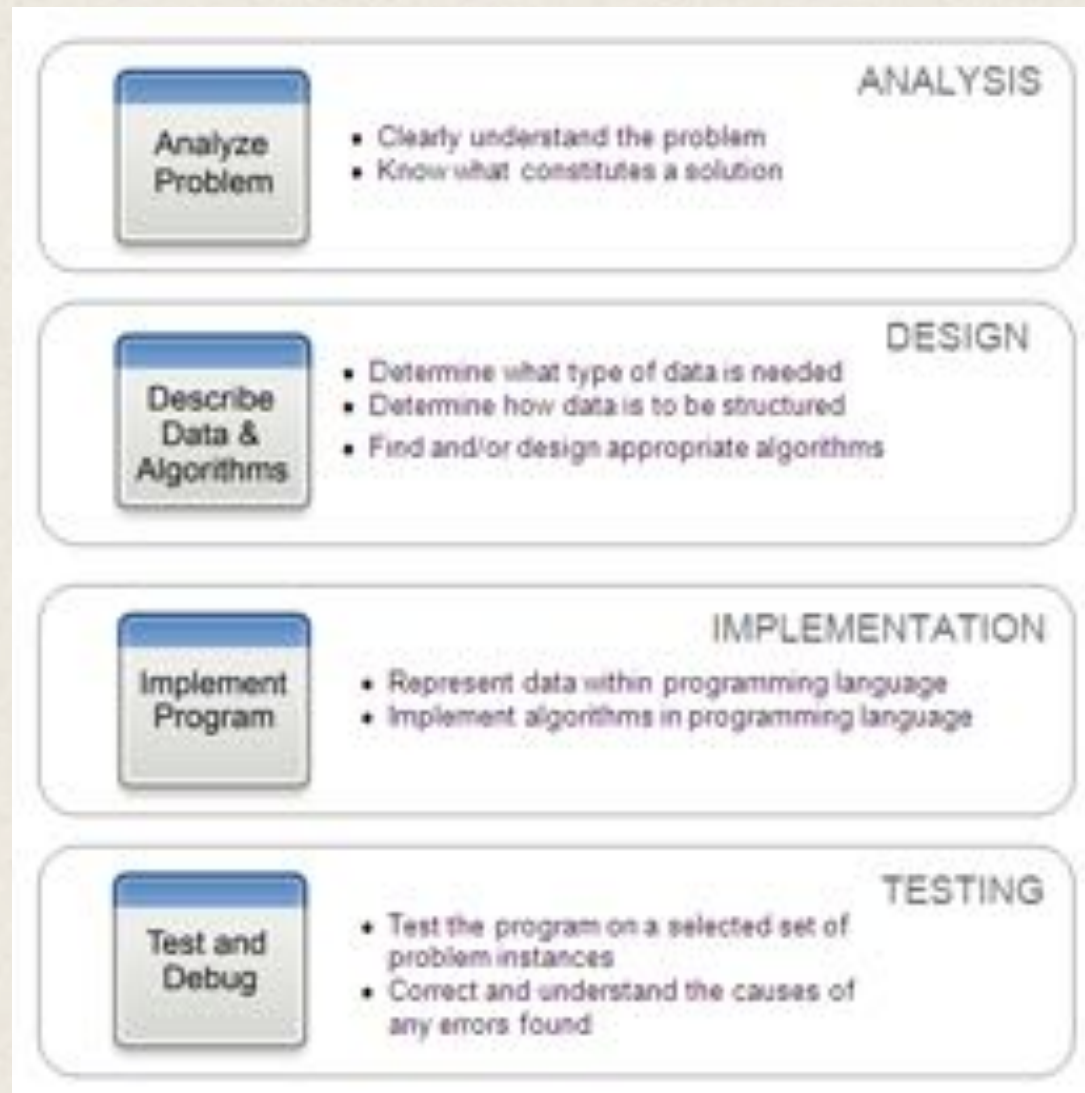 ANALYSIS
Analyze
Problem
• Clearly understand the problem
• Know what constitutes a solution
DESIGN
Describe
Data &
Algorithms
• Determine what type of data is needed
• Determine how data is to be structured
• Find and/or design appropriate algorithms
IMPLEMENTATION
Implement
Program
• Represent data within programming language
• Implement algorithms in programming language
TESTING
Test and
Debug
• Test the program on a selected set of
problem instances
• Correct and understand the causes of
any errors found